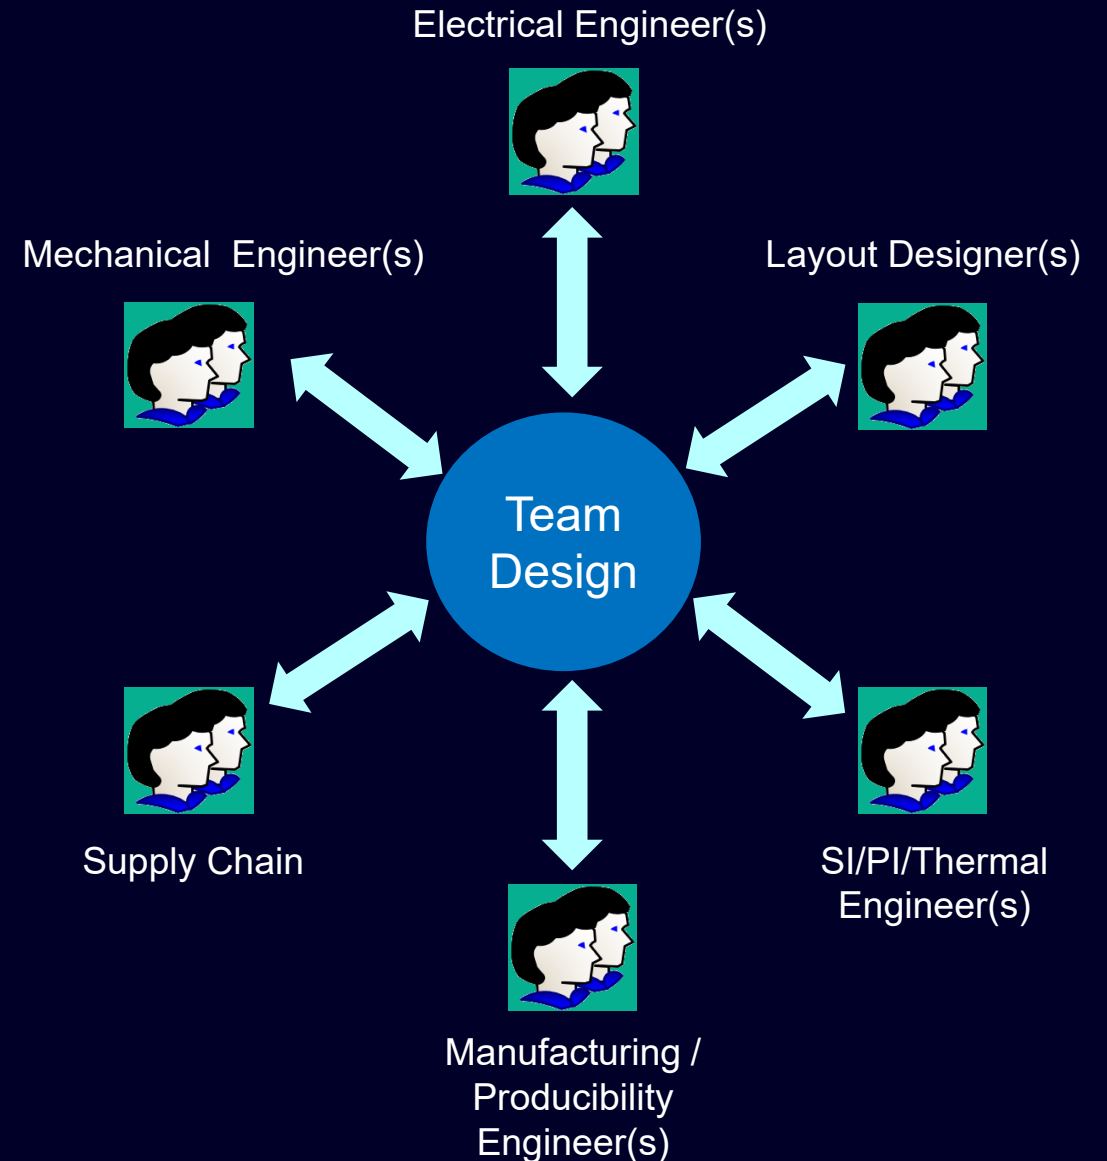 Electrical Engineer(s)
Mechanical  Engineer(s)
Layout Designer(s)
Team
Design
Supply Chain
SI/PI/Thermal
Engineer(s)
Manufacturing /
Producibility
Engineer(s)